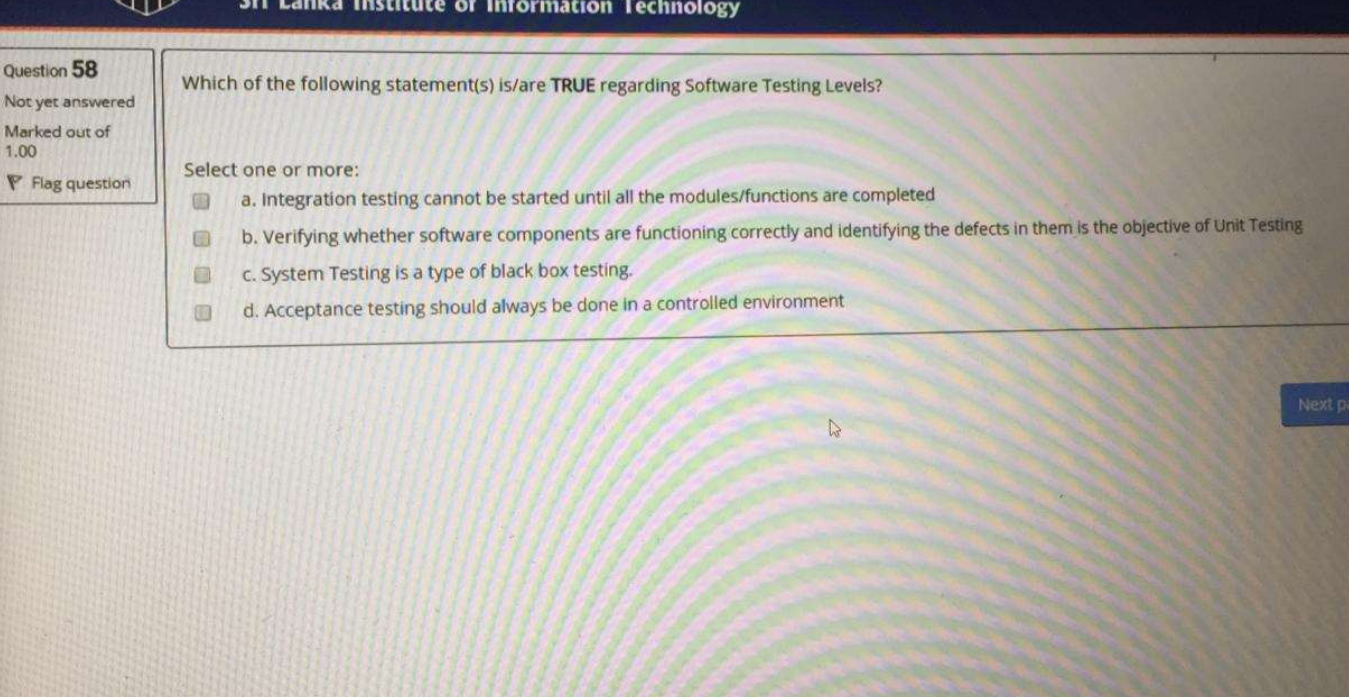 Sri Lanka Institute of Information Technology
Question 58
Not yet answered
Marked out of
1.00
Flag question
Which of the following statement(s) is/are TRUE regarding Software Testing Levels?
Select one or more:
a. Integration testing cannot be started until all the modules/functions are completed
b. Verifying whether software components are functioning correctly and identifying the defects in them is the objective of Unit Testing
c. System Testing is a type of black box testing.
d. Acceptance testing should always be done in a controlled environment
Next